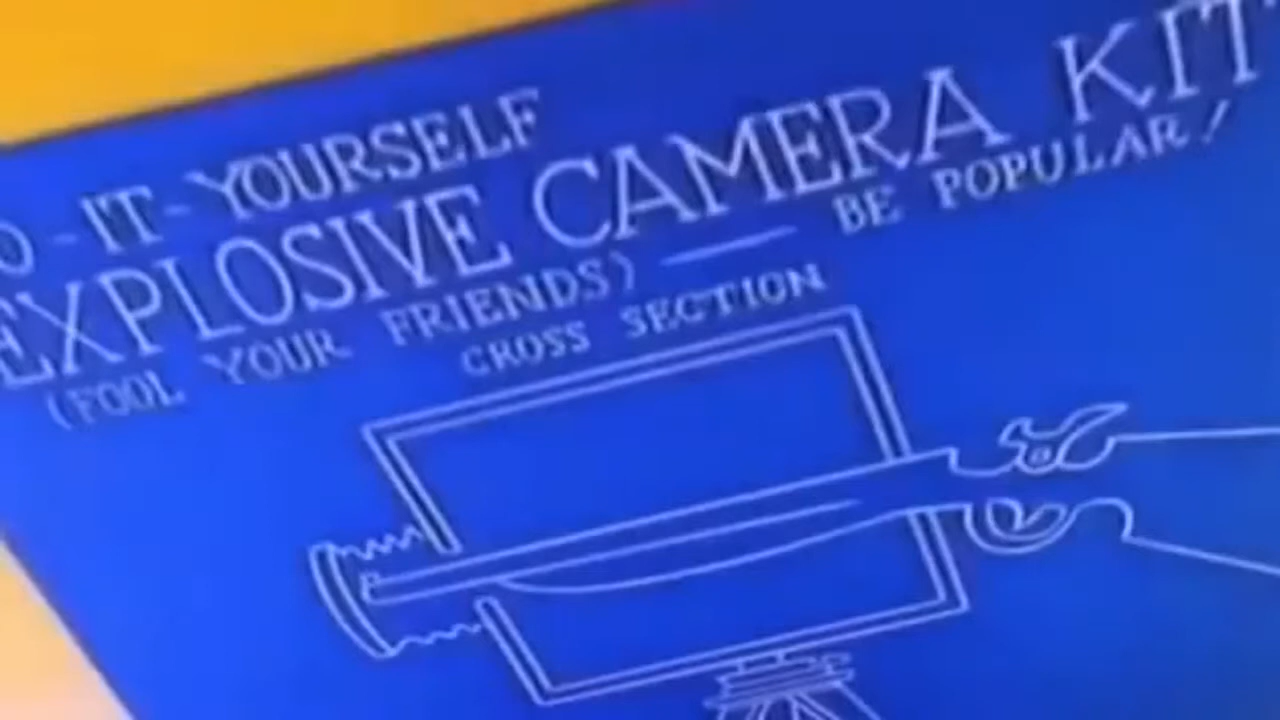 O-IT-YOURSELF
EXPLOSIVE CAMERA KIT
(FOOL YOUR FRIENDS) — BE POPULAR!
CROSS SECTION